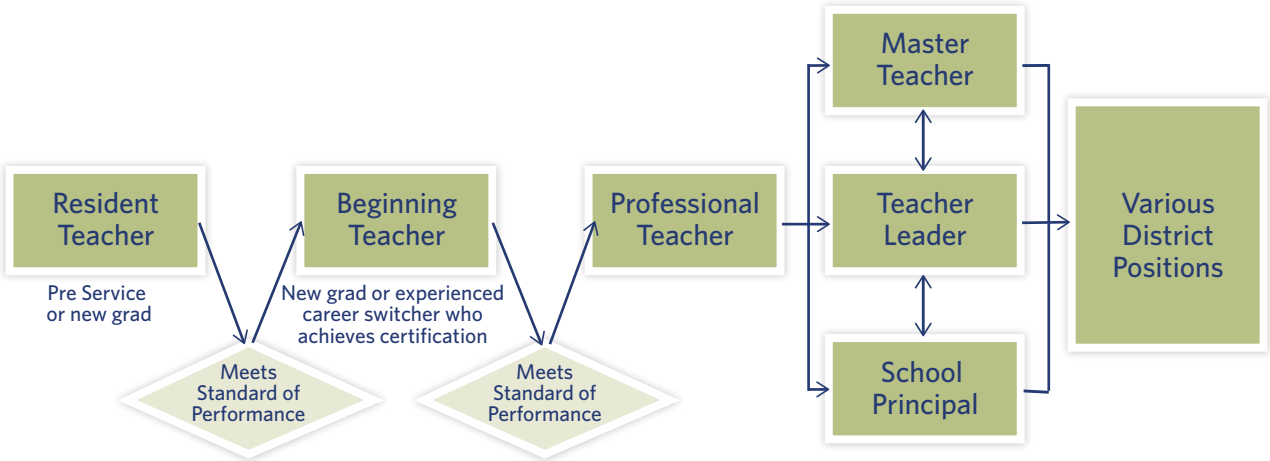 Resident
Teacher
Pre Service
or new grad
Meets
Standard of
Performance
Beginning
Teacher
New grad or experienced
career switcher who
achieves certification
Meets
Standard of
Performance
Professional
Teacher
Master
Teacher
Teacher
Leader
School
Principal
Various
District
Positions